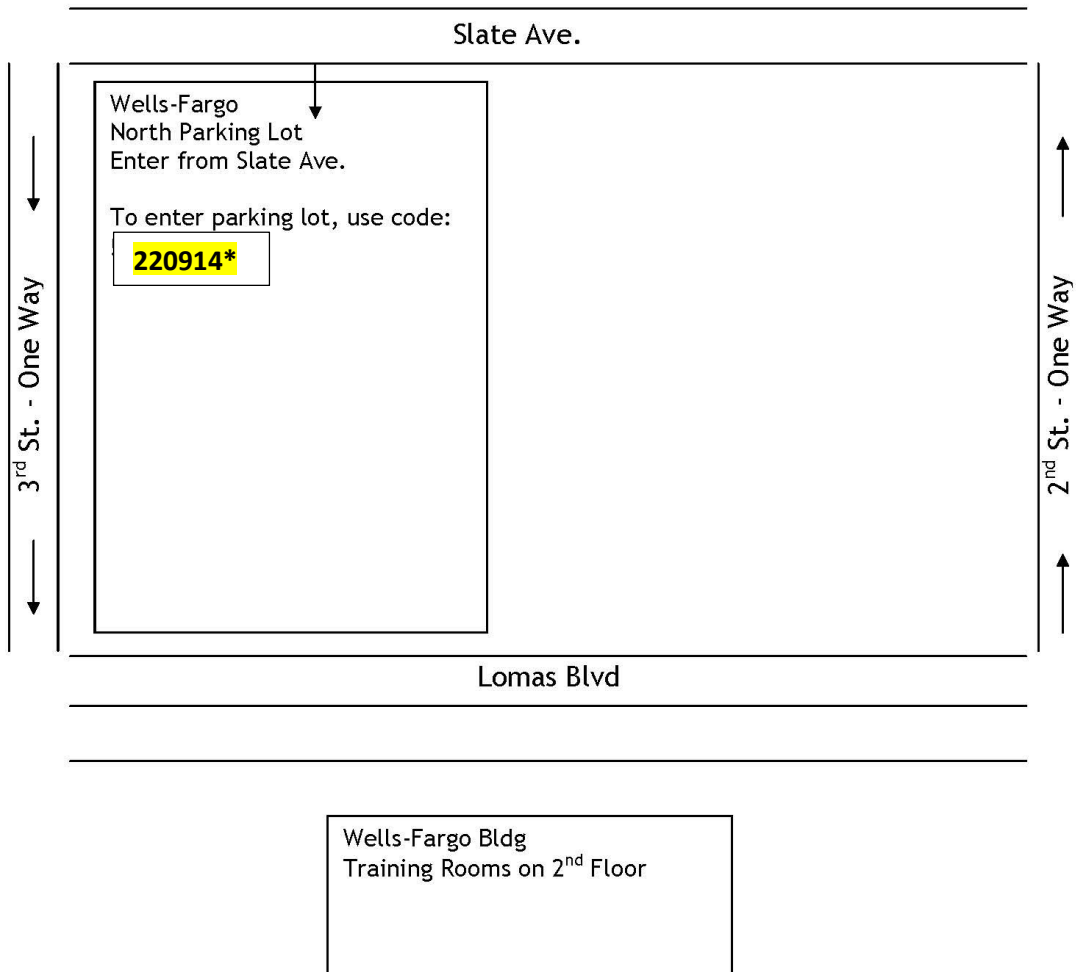 Slate Ave.
Wells-Fargo
North Parking Lot
Enter from Slate Ave.
To enter parking lot, use code:
220914*
3rd St. - One Way
2nd St. - One Way
Lomas Blvd
Wells-Fargo Bldg
Training Rooms on 2nd Floor